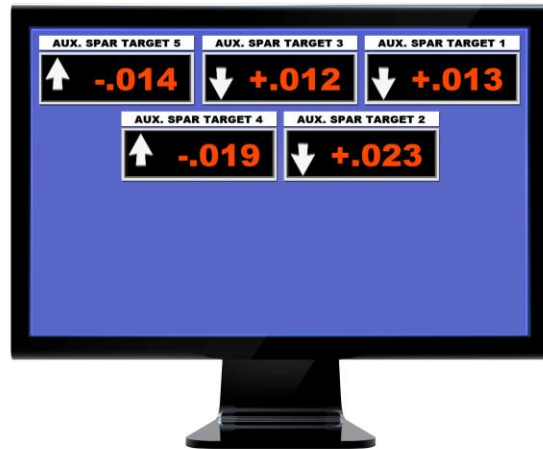 AUX. SPAR TARGET 5 AUX. SPAR TARGET 3 AUX. SPAR TARGET 1
-.014 +.012 +.013
AUX. SPAR TARGET 4 AUX. SPAR TARGET 2
-.019 +.023